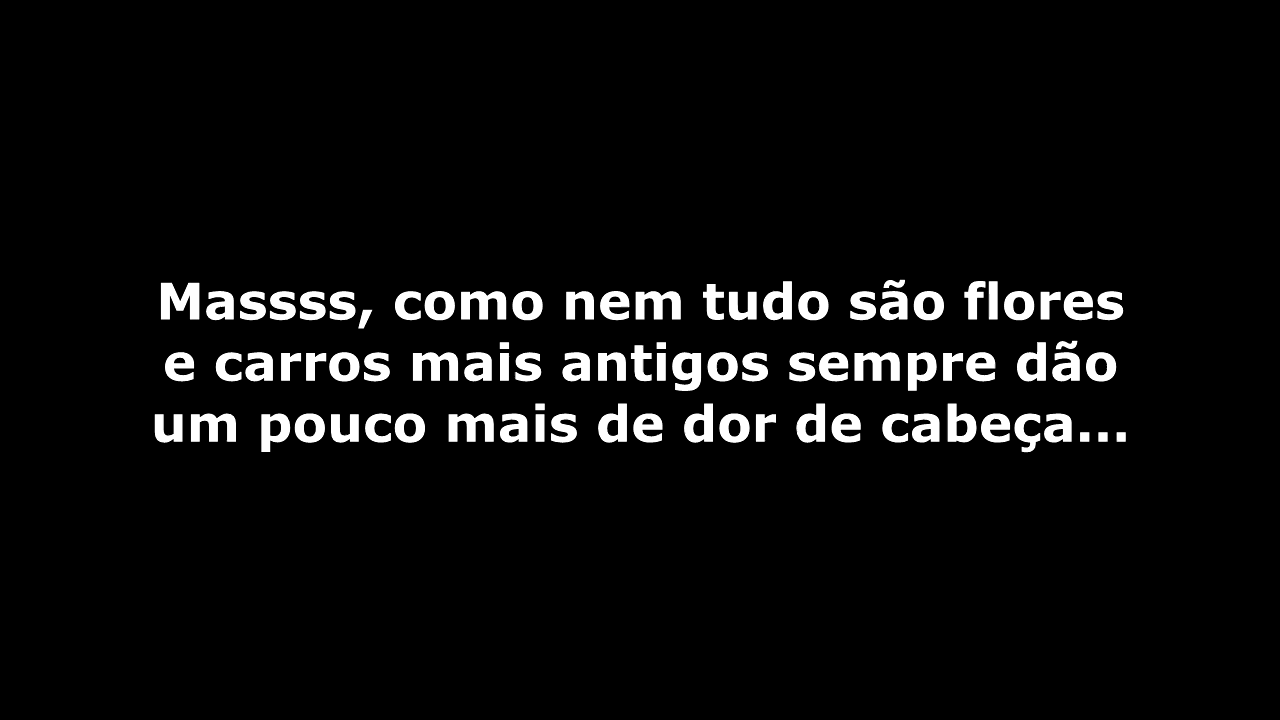 Massss, como nem tudo são flores
e carros mais antigos sempre dão
um pouco mais de dor de cabeça...